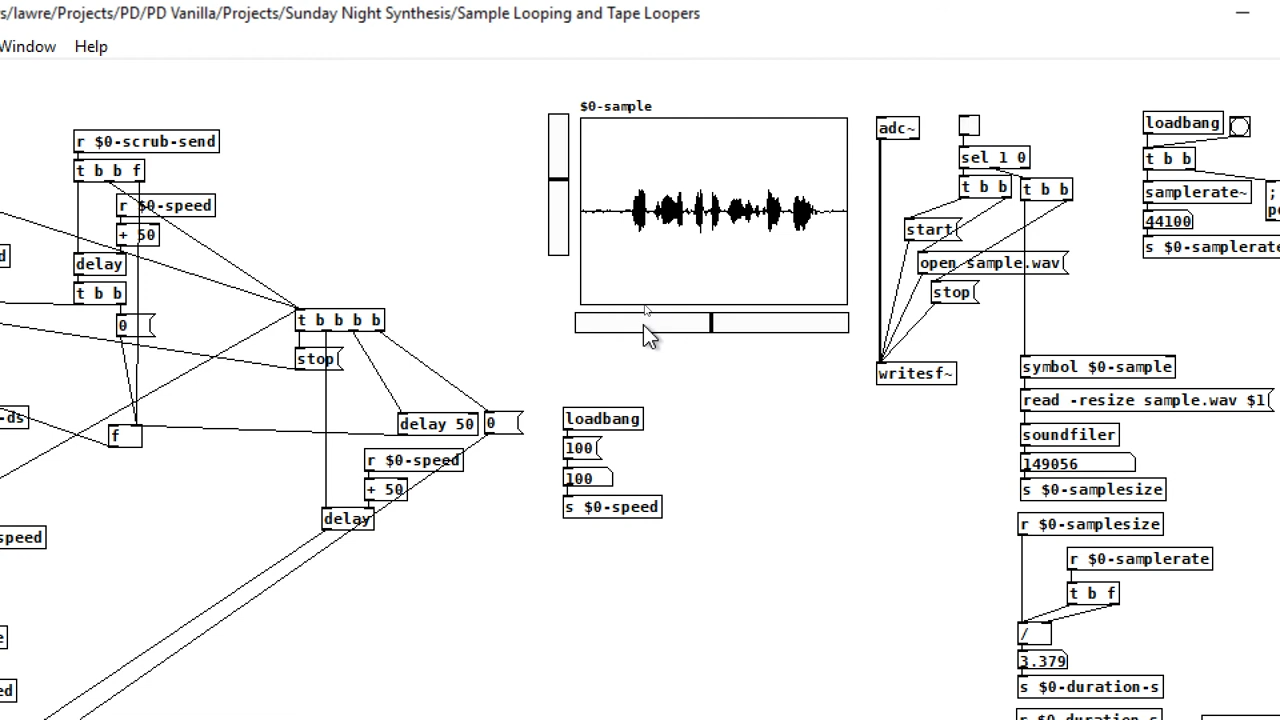 s/lawre/Projects/PD/PD Vanilla/Projects/Sunday Night Synthesis/Sample Looping and Tape Loopers
Window Help
$0-sample
r $0-scrub-send
t b b f
r $0-speed
+ 50
delay
t b b
0
f
-ds
speed
ed
t b b b b
stop
delay 50
0
r $0-speed
+ 50
delay
loadbang
100
100
s $0-speed
adc~
sel 1 0
t b b
t b b
start
open sample.wav
stop
writesf~
symbol $0-sample
read -resize sample.wav $1
soundfiler
149056
s $0-samplesize
r $0-samplesize
r $0-samplerate
t b f
/
3.379
s $0-duration-s
r $0-duration-s
loadbang
t b b
samplerate~
44100
s $0-samplerate
;